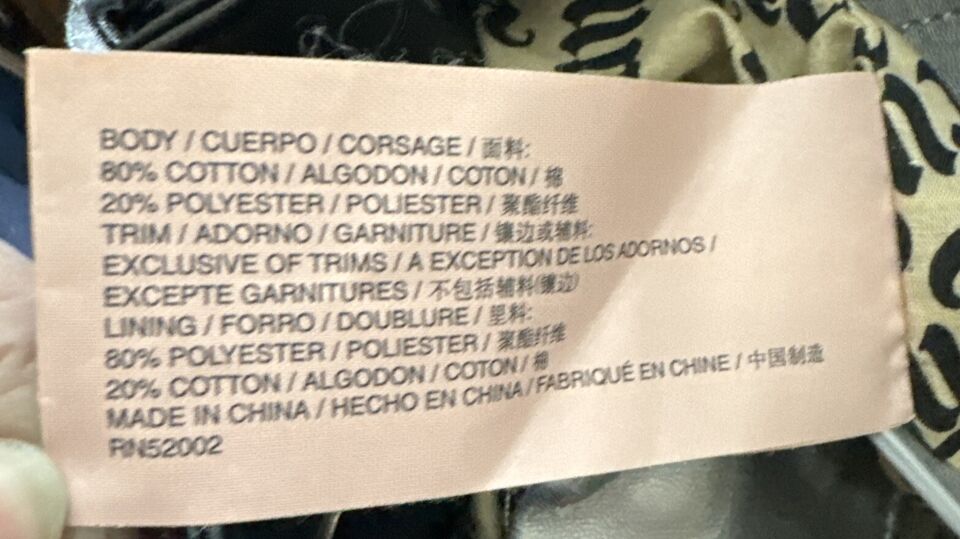 BODY / CUERPO / CORSAGE / 面料:
80% COTTON / ALGODON / COTON / 棉
20% POLYESTER / POLIESTER / 聚酯纤维
TRIM / ADORNO / GARNITURE / 镶边或辅料:
EXCLUSIVE OF TRIMS / A EXCEPTION DE LOS ADORNOS /
EXCEPTE GARNITURES / 不包括辅料(镶边)
LINING / FORRO / DOUBLURE / 里料:
80% POLYESTER / POLIESTER / 聚酯纤维
20% COTTON / ALGODON / COTON / 棉
MADE IN CHINA / HECHO EN CHINA / FABRIQUÉ EN CHINE / 中国制造
RN52002